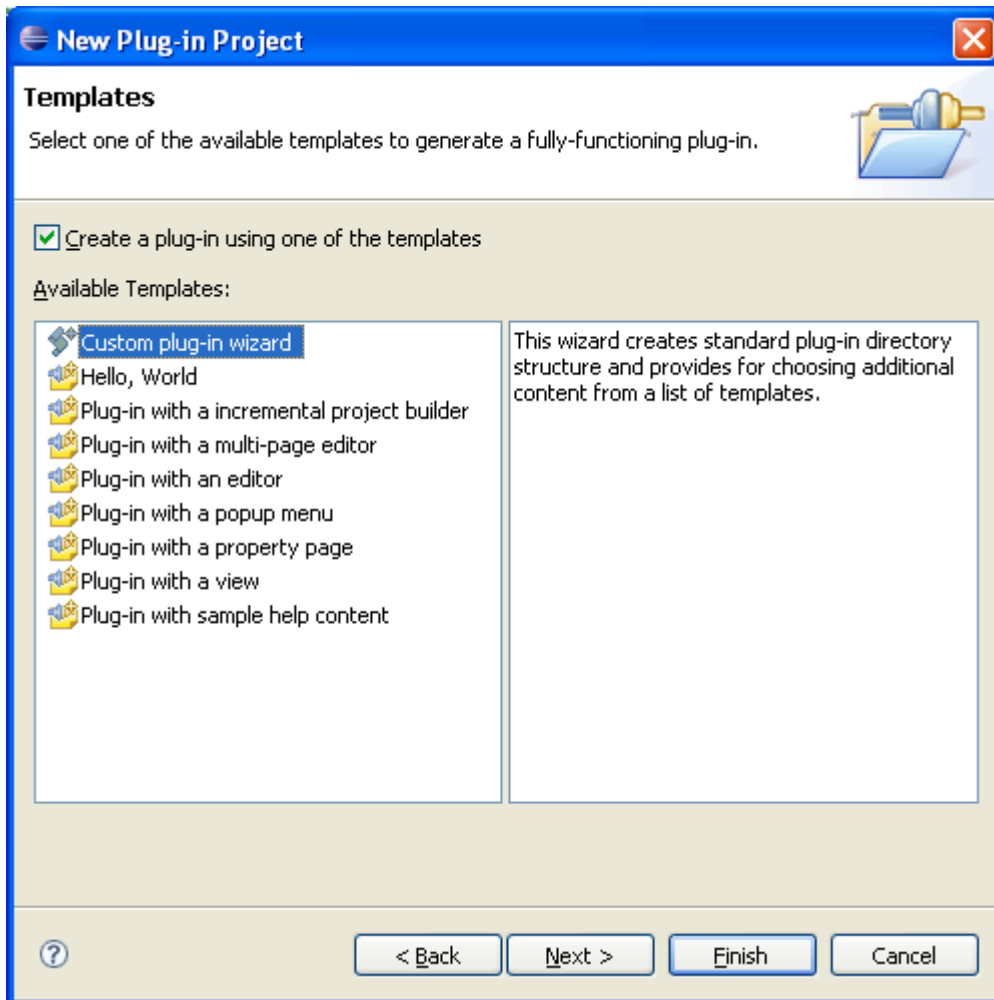 New Plug-in Project
Templates
Select one of the available templates to generate a fully-functioning plug-in.
Create a plug-in using one of the templates
Available Templates:
Custom plug-in wizard
Hello, World
Plug-in with a incremental project builder
Plug-in with a multi-page editor
Plug-in with an editor
Plug-in with a popup menu
Plug-in with a property page
Plug-in with a view
Plug-in with sample help content
This wizard creates standard plug-in directory
structure and provides for choosing additional
content from a list of templates.
? < Back Next > Finish Cancel